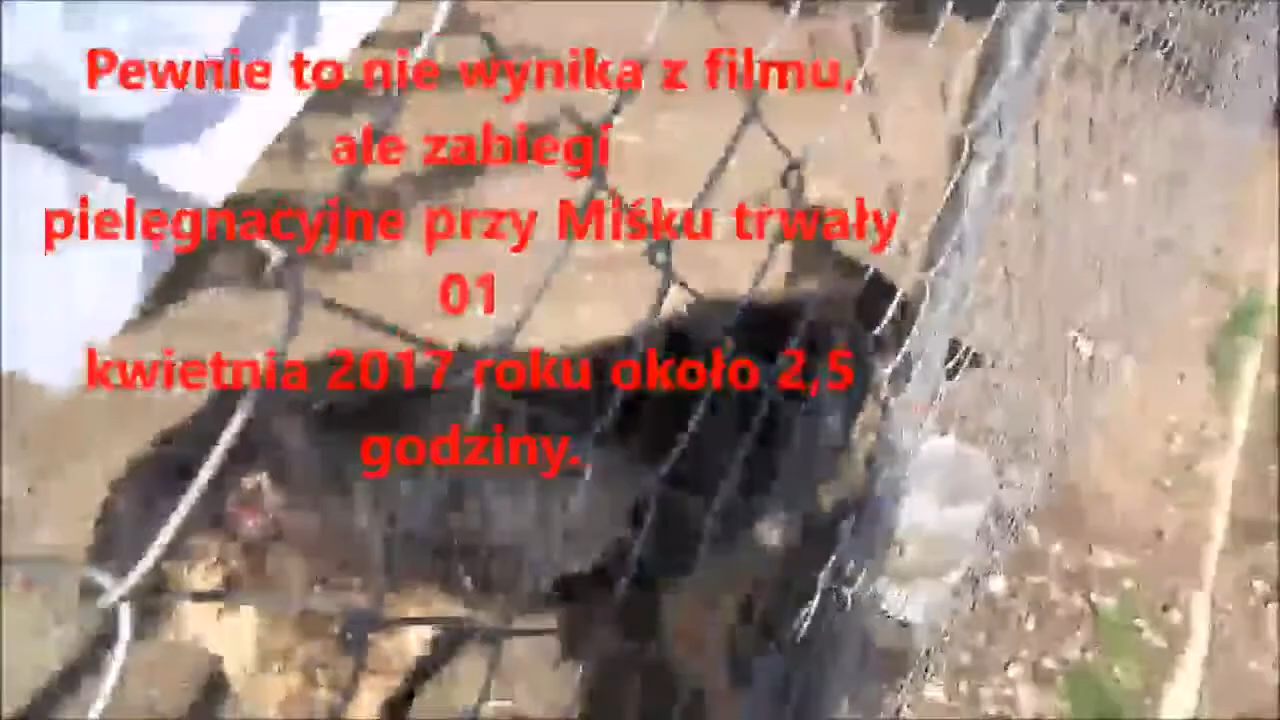 Pewnie to nie wynika z filmu,
ale zabiegi
pielęgnacyjne przy Miśku trwały
01
kwietnia 2017 roku około 2,5
godziny.